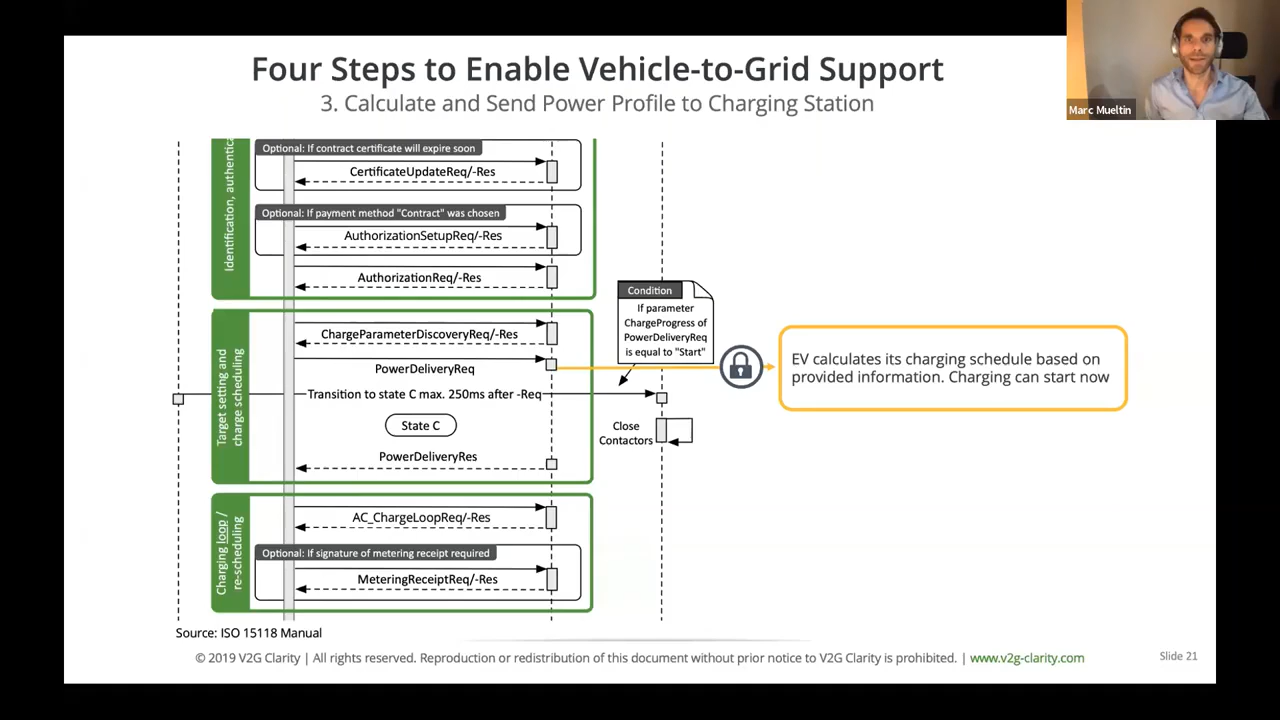 Four Steps to Enable Vehicle-to-Grid Support
3. Calculate and Send Power Profile to Charging Station
Marc Mueltin
Identification, authentica
Optional: If contract certificate will expire soon
CertificateUpdateReq/-Res
Optional: If payment method "Contract" was chosen
AuthorizationSetupReq/-Res
AuthorizationReq/-Res
Target setting and
charge scheduling
ChargeParameterDiscoveryReq/-Res
PowerDeliveryReq
Transition to state C max. 250ms after -Req
State C
PowerDeliveryRes
Condition
If parameter
ChargeProgress of
PowerDeliveryReq
is equal to "Start"
Close
Contactors
EV calculates its charging schedule based on
provided information. Charging can start now
Charging loop /
re-scheduling
AC_ChargeLoopReq/-Res
Optional: If signature of metering receipt required
MeteringReceiptReq/-Res
Source: ISO 15118 Manual
© 2019 V2G Clarity | All rights reserved. Reproduction or redistribution of this document without prior notice to V2G Clarity is prohibited. | www.v2g-clarity.com
Slide 21